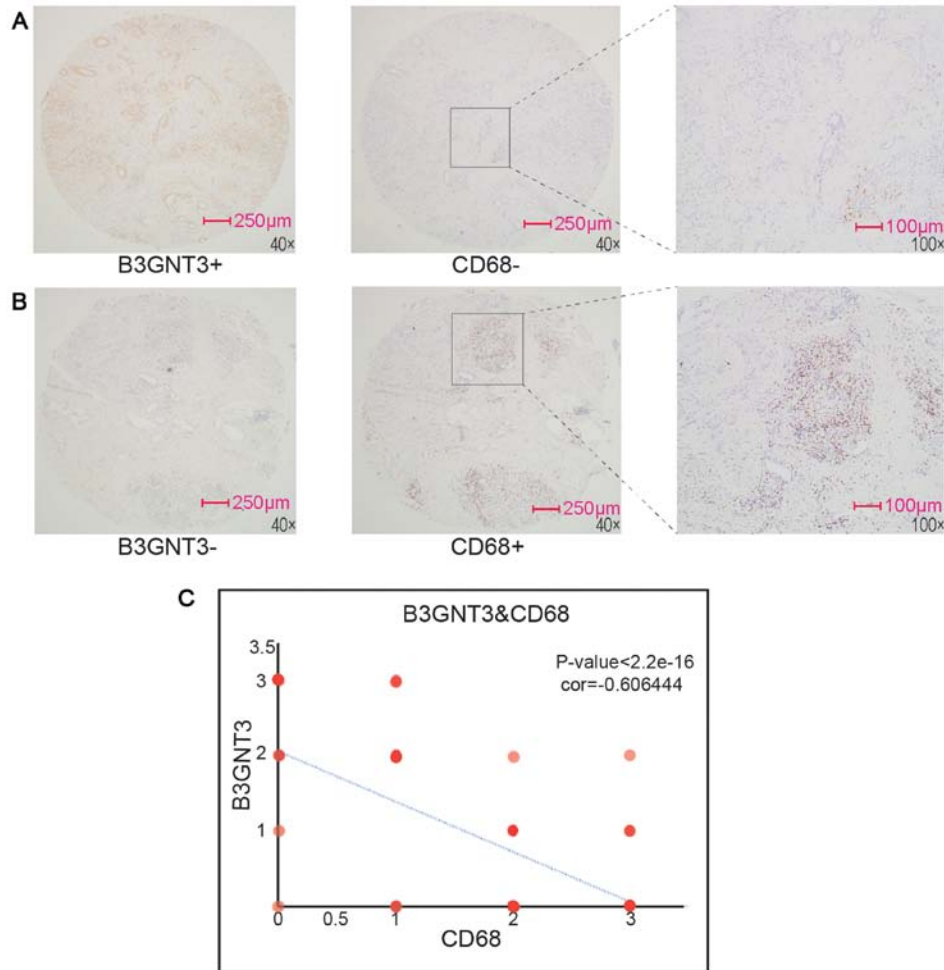 A
250μm
40×
B3GNT3+
250μm
40×
CD68-
100μm
100×
B
250μm
40×
B3GNT3-
250μm
40×
CD68+
100μm
100×
C
B3GNT3&CD68
P-value<2.2e-16
cor=-0.606444
3.5
3
2
1
B3GNT3
0 0.5 1 2 3
CD68